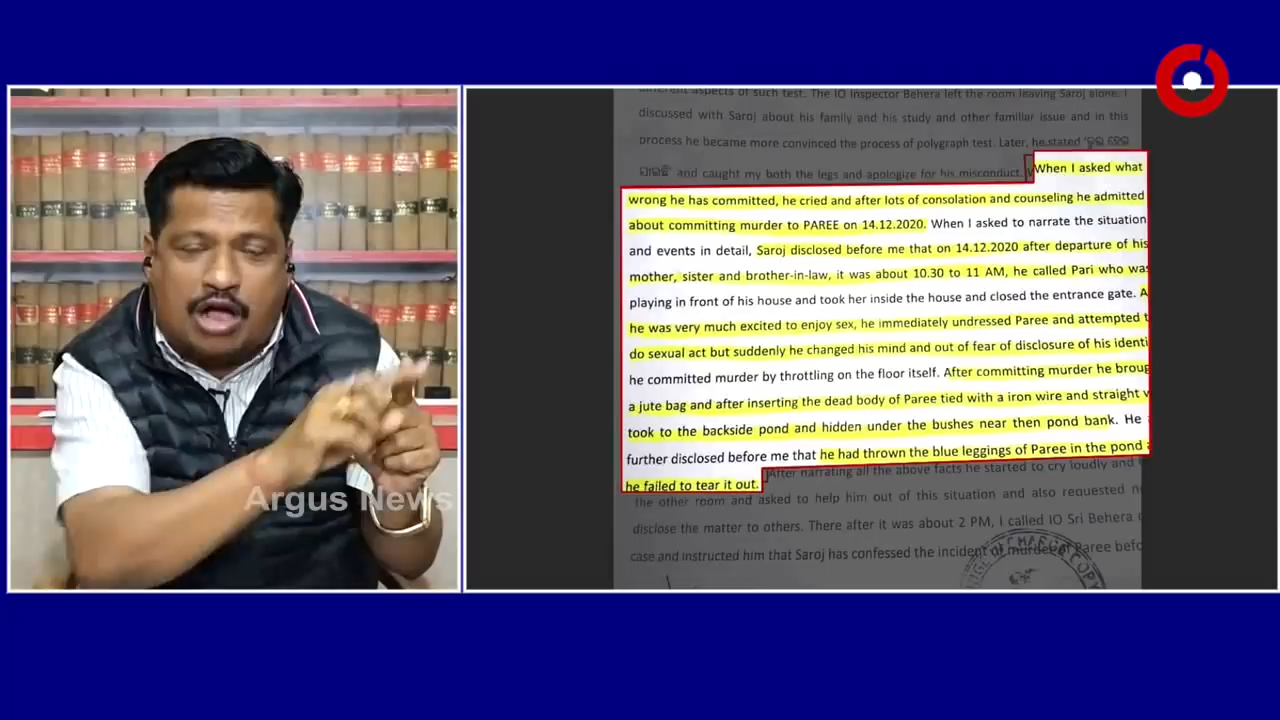 different aspects of such test. The IO Inspector Behera left the room leaving Saroj alone. I
discussed with Saroj about his family and his study and other familiar issue and in this
process he became more convinced the process of polygraph test. Later, he stated
and caught my both the legs and apologize for his misconduct. When I asked what
wrong he has committed, he cried and after lots of consolation and counseling he admitted
about committing murder to PAREE on 14.12.2020. When I asked to narrate the situation
and events in detail, Saroj disclosed before me that on 14.12.2020 after departure of his
mother, sister and brother-in-law, it was about 10.30 to 11 AM, he called Pari who was
playing in front of his house and took her inside the house and closed the entrance gate. A
he was very much excited to enjoy sex, he immediately undressed Paree and attempted t
do sexual act but suddenly he changed his mind and out of fear of disclosure of his identi
he committed murder by throttling on the floor itself. After committing murder he broug
a jute bag and after inserting the dead body of Paree tied with a iron wire and straight
took to the backside pond and hidden under the bushes near then pond bank. He
further disclosed before me that he had thrown the blue leggings of Paree in the pond
he failed to tear it out. After narrating all the above facts he started to cry loudly and
the other room and asked to help him out of this situation and also requested
disclose the matter to others. There after it was about 2 PM, I called IO Sri Behera
case and instructed him that Saroj has confessed the incident of murder of Paree befo
Argus News